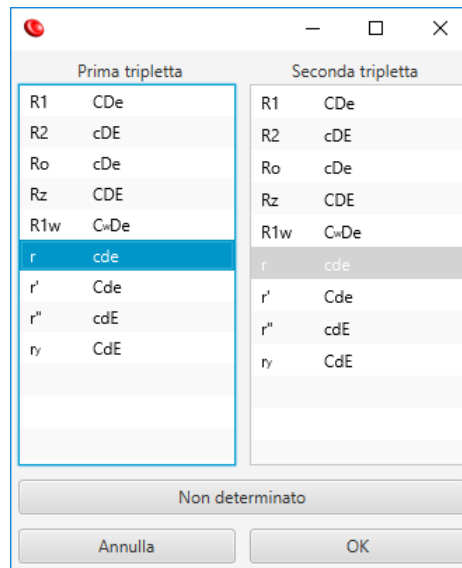 Prima tripletta Seconda tripletta
R1 CDe R1 CDe
R2 cDE R2 cDE
Ro cDe Ro cDe
Rz CDE Rz CDE
R1w CwDe R1w CwDe
r cde r cde
r' Cde r' Cde
r" cdE r" cdE
ry CdE ry CdE
Non determinato
Annulla OK